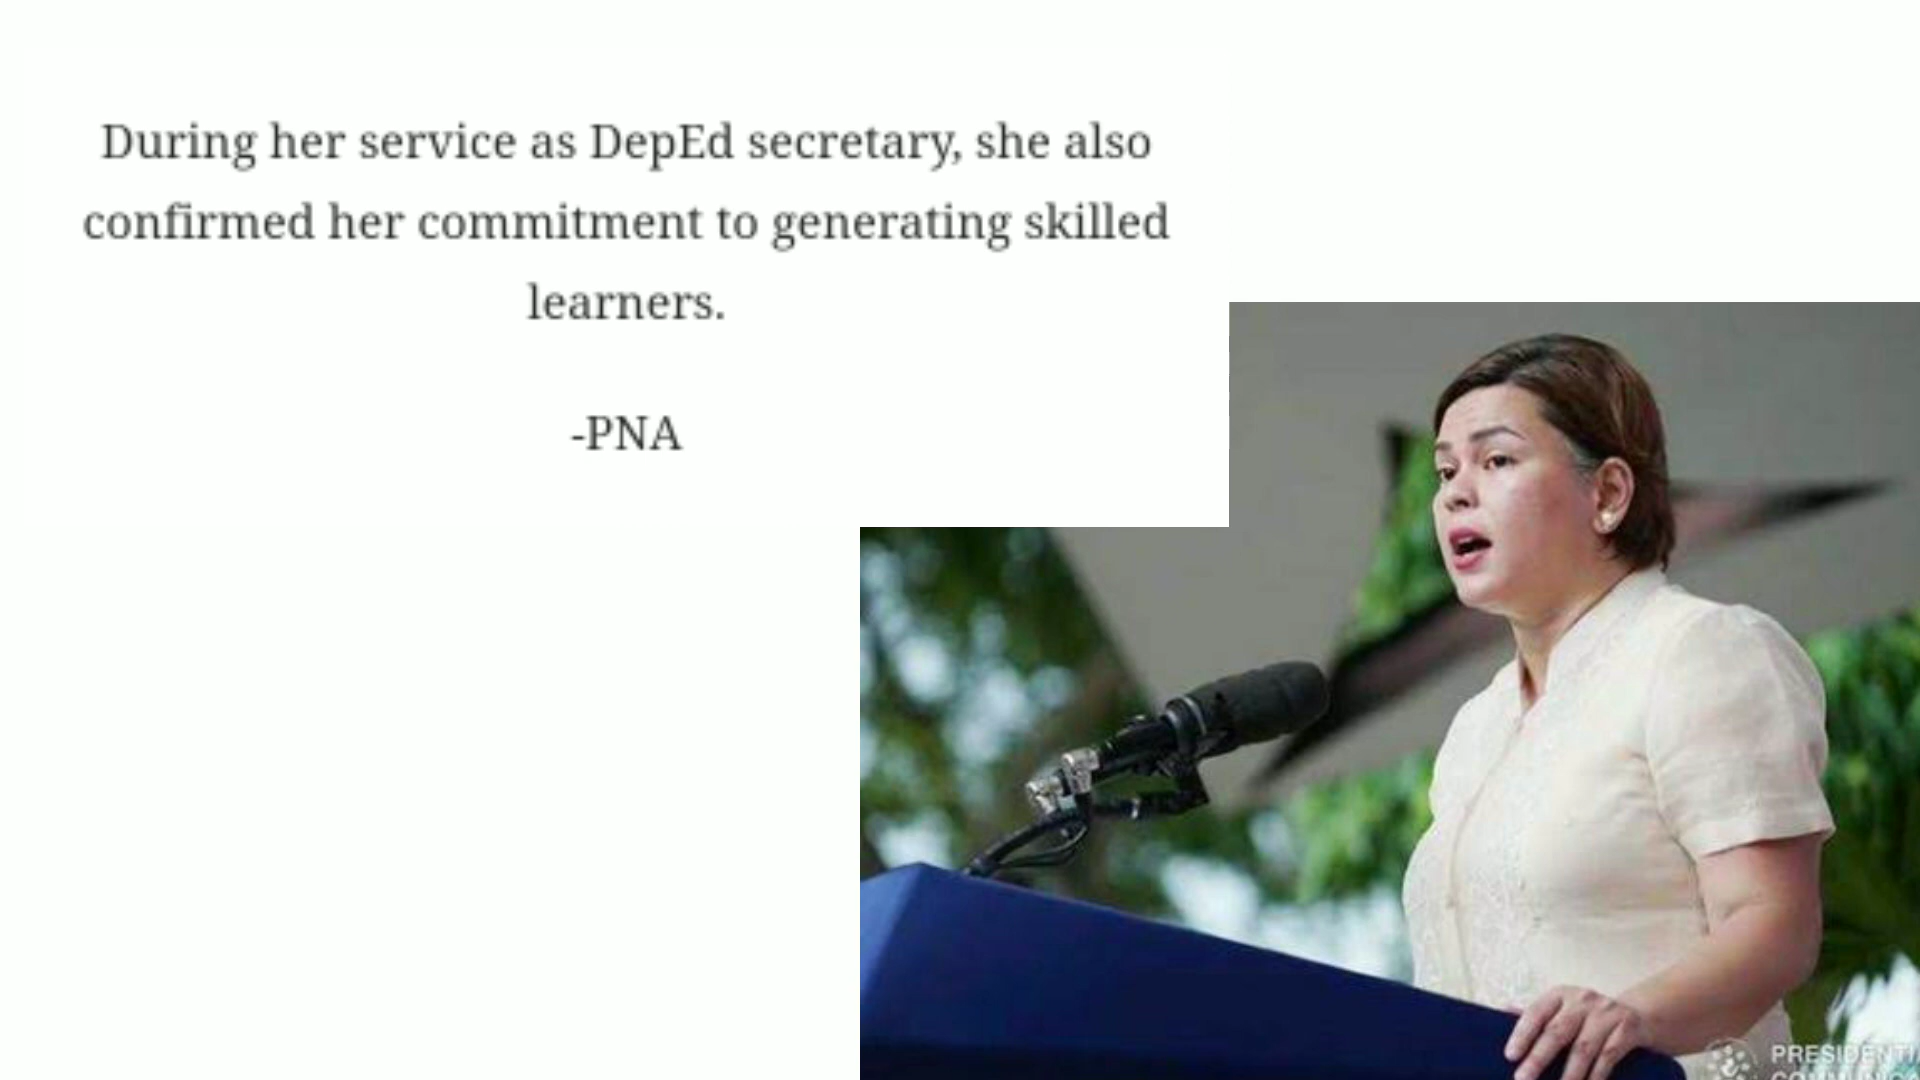 During her service as DepEd secretary, she also
confirmed her commitment to generating skilled
learners.
-PNA
PRESIDENTI